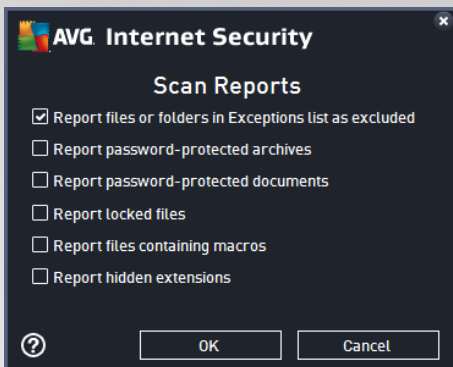 AVG Internet Security
Scan Reports
Report files or folders in Exceptions list as excluded
Report password-protected archives
Report password-protected documents
Report locked files
Report files containing macros
Report hidden extensions
? OK Cancel